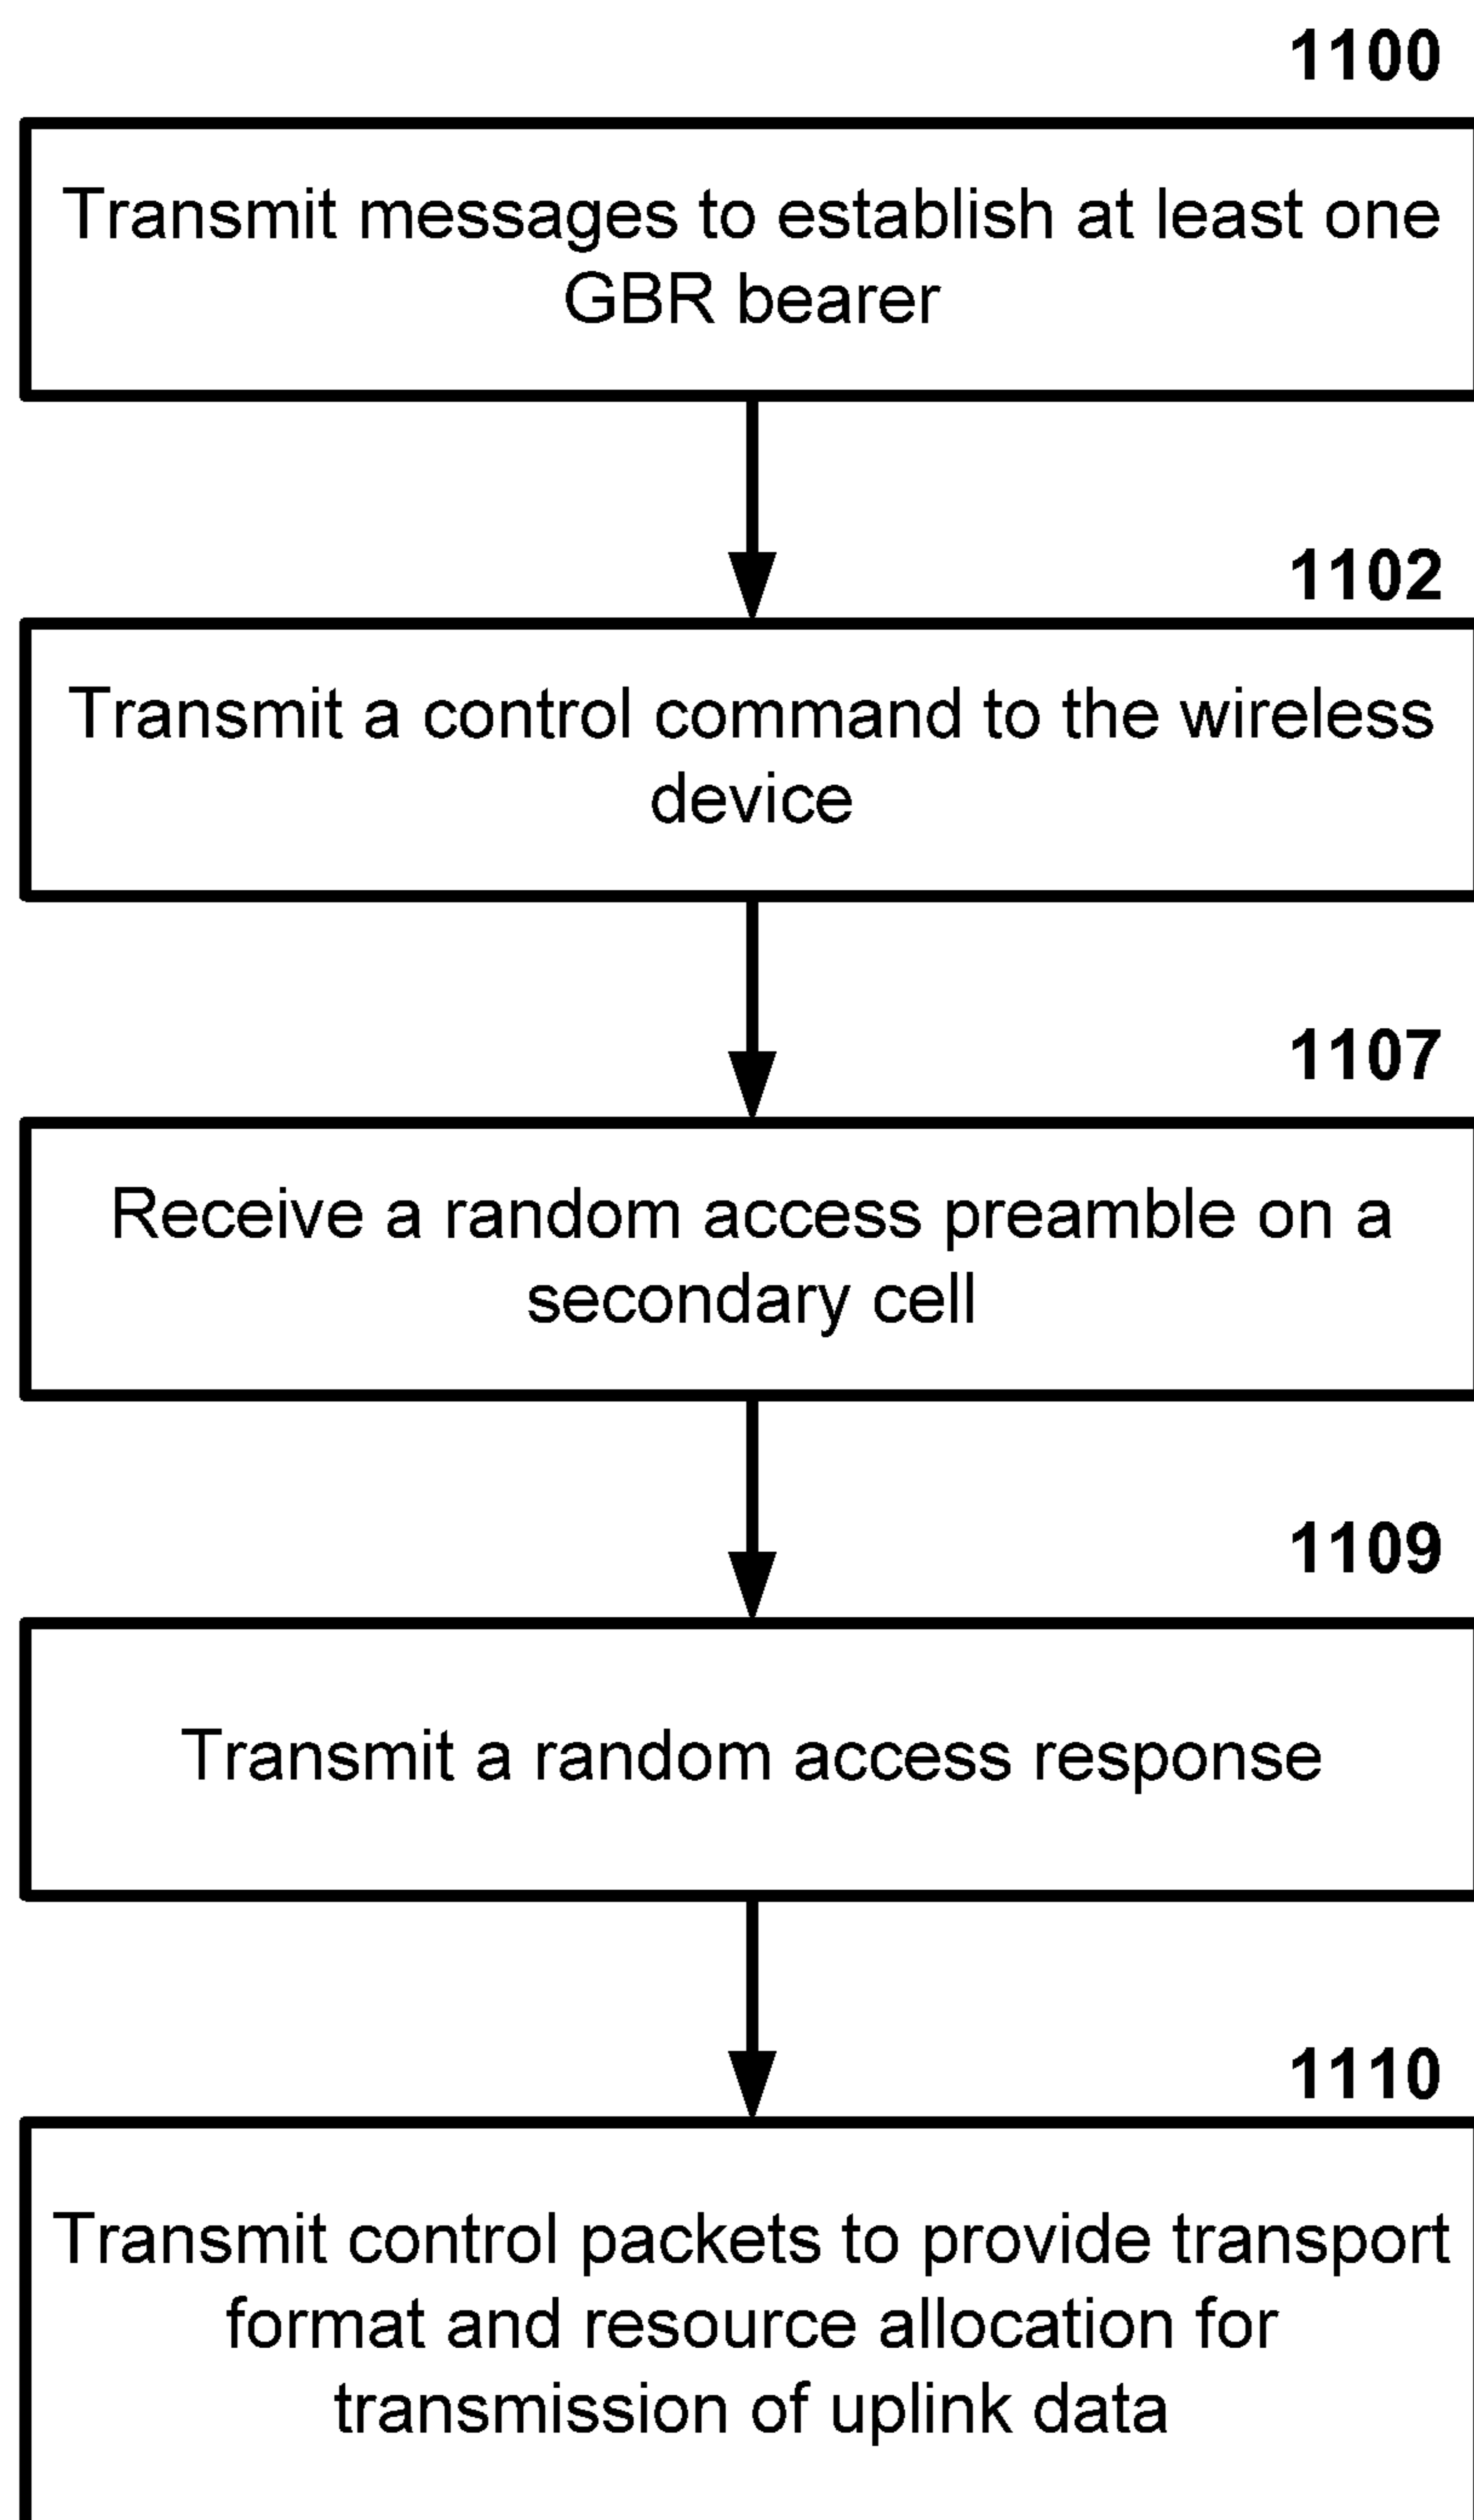 1100
Transmit messages to establish at least one
GBR bearer
1102
Transmit a control command to the wireless
device
1107
Receive a random access preamble on a
secondary cell
1109
Transmit a random access response
1110
Transmit control packets to provide transport
format and resource allocation for
transmission of uplink data